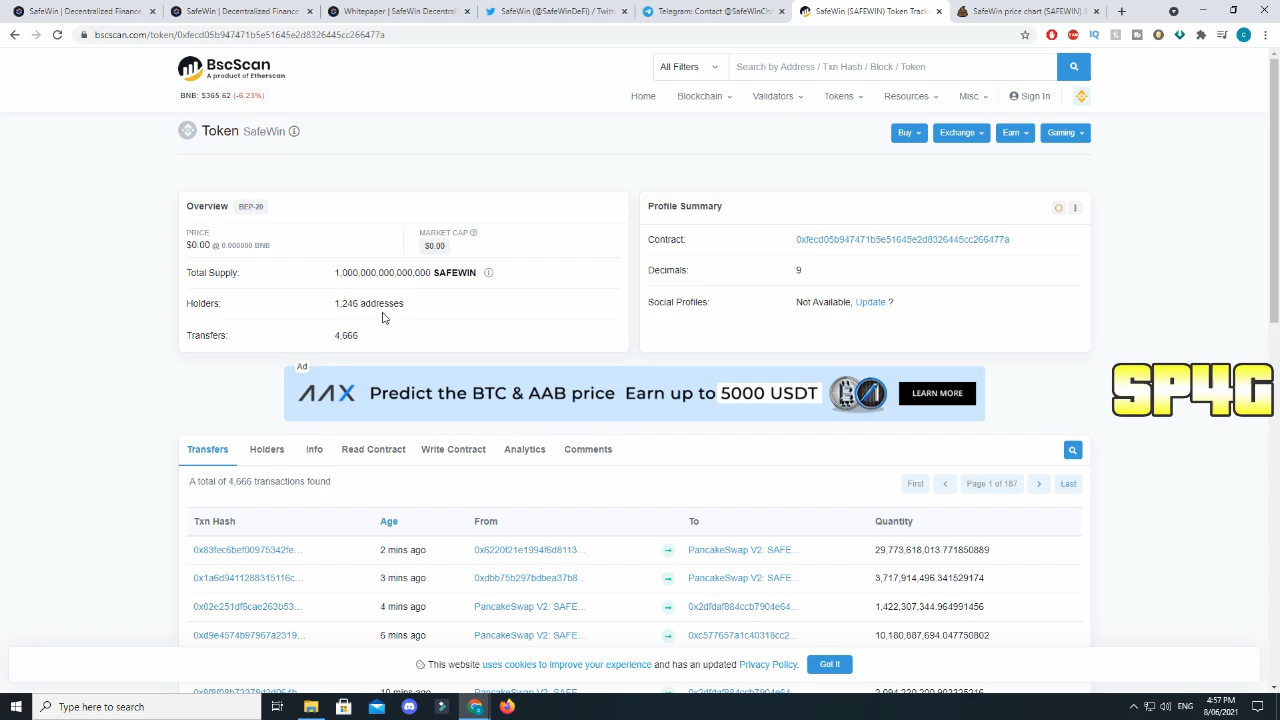 SafeWin | Decentralized Finance
SafeWin | Decentralized Finance
Whitepaper | SafeWin Decentral
SafeWin (@SafeWinDeFi) / Twitte
Telegram: Contact @SafeWinCha
SafeWin (SAFEWIN) Token Track
SafeWin price chart (SAFEWIN)
bscscan.com/token/0xfecd05b947471b5e51645e2d8326445cc266477a
BscScan
A product of Etherscan
All Filters
Search by Address / Txn Hash / Block / Token
BNB: $365.62 (-6.23%)
Home
Blockchain
Validators
Tokens
Resources
Misc
Sign In
Token SafeWin
Buy
Exchange
Earn
Gaming
Overview BEP-20
Profile Summary
PRICE
$0.00 @ 0.000000 BNB
MARKET CAP
$0.00
Contract: 0xfecd05b947471b5e51645e2d8326445cc266477a
Total Supply: 1,000,000,000,000,000 SAFEWIN
Decimals: 9
Holders: 1,246 addresses
Social Profiles: Not Available, Update ?
Transfers: 4,666
Ad
AAX Predict the BTC & AAB price Earn up to 5000 USDT LEARN MORE
SP4G
Transfers
Holders
Info
Read Contract
Write Contract
Analytics
Comments
A total of 4,666 transactions found
First
Page 1 of 187
Last
Txn Hash Age From To Quantity
0x83fec6bef00975342fe... 2 mins ago 0x6220f21e1994f6d8113... PancakeSwap V2: SAFE... 29,773,618,013.771850889
0x1a6d9411288315116c... 3 mins ago 0xdbb75b297bdbea37b8... PancakeSwap V2: SAFE... 3,717,914,496.341529174
0x02e251df6cae263b53... 4 mins ago PancakeSwap V2: SAFE... 0x2dfdaf884ccb7904e64... 1,422,307,344.964991456
0xd9e4574b97967a2319... 6 mins ago PancakeSwap V2: SAFE... 0xc577657a1c40318cc2... 10,180,887,694.047750802
This website uses cookies to improve your experience and has an updated Privacy Policy. Got It
Type here to search
ENG
4:57 PM
8/06/2021